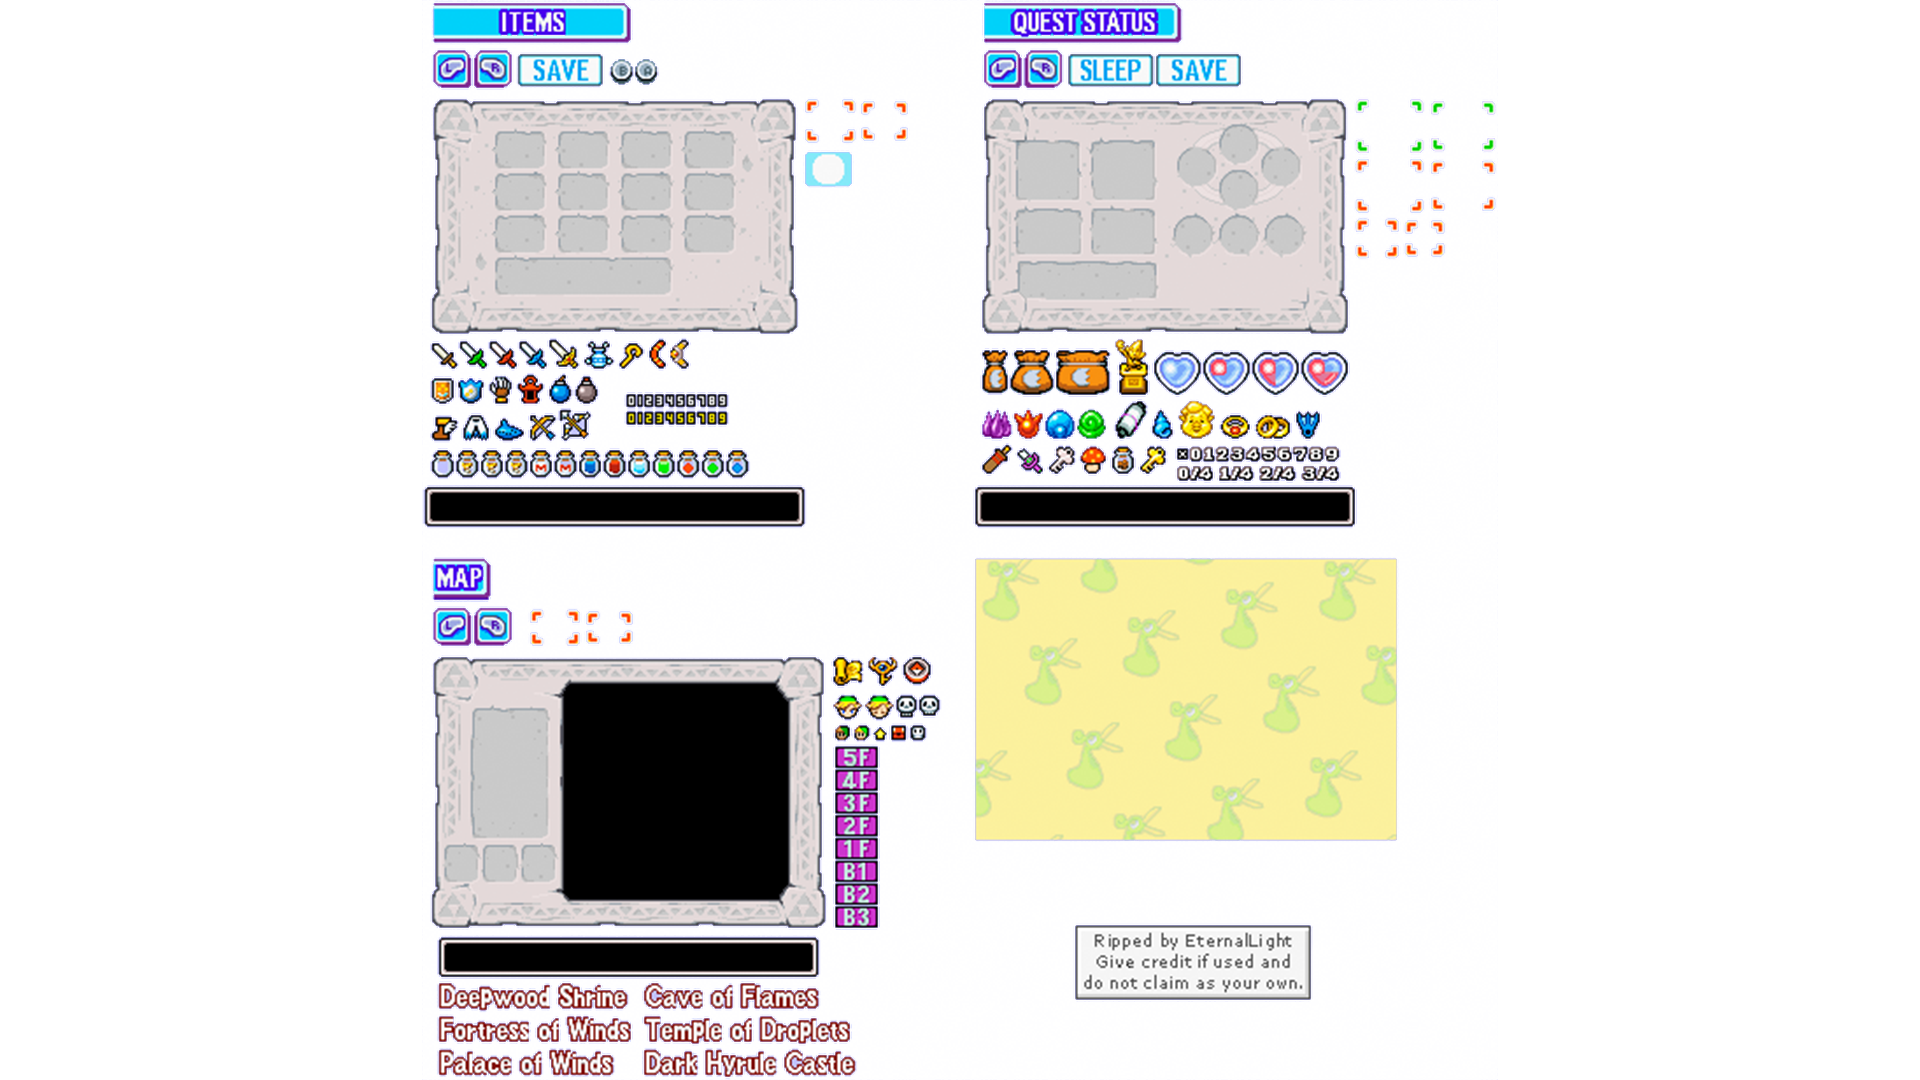 ITEMS
L R SAVE B A
0123456789
0123456789
M M
QUEST STATUS
L R SLEEP SAVE
×0123456789
0/4 1/4 2/4 3/4
MAP
L R
5F
4F
3F
2F
1F
B1
B2
B3
Deepwood Shrine Cave of Flames
Fortress of Winds Temple of Droplets
Palace of Winds Dark Hyrule Castle
Ripped by EternalLight
Give credit if used and
do not claim as your own.